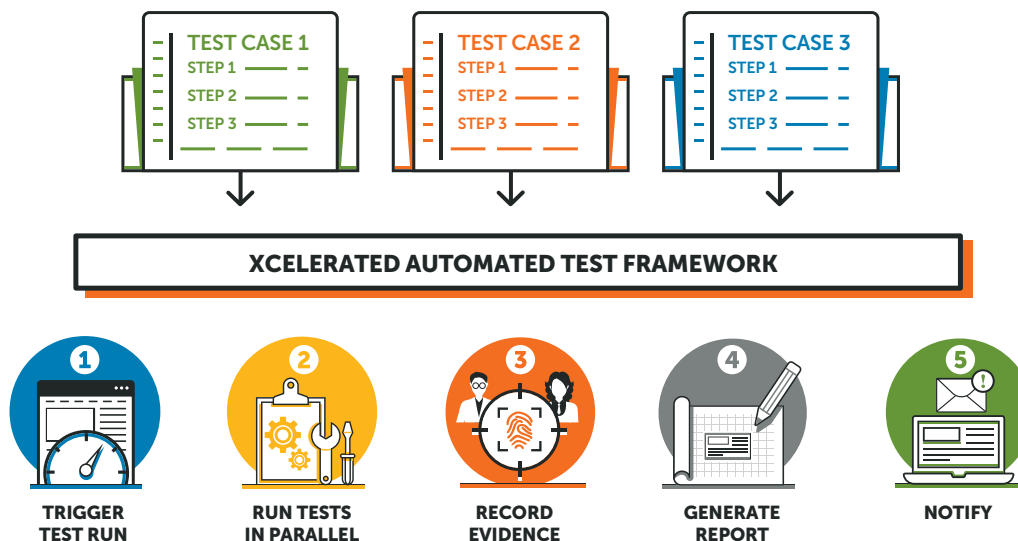 TEST CASE 1
STEP 1
STEP 2
STEP 3
TEST CASE 2
STEP 1
STEP 2
STEP 3
TEST CASE 3
STEP 1
STEP 2
STEP 3
XCELERATED AUTOMATED TEST FRAMEWORK
1
TRIGGER
TEST RUN
2
RUN TESTS
IN PARALLEL
3
RECORD
EVIDENCE
4
GENERATE
REPORT
5
!
NOTIFY